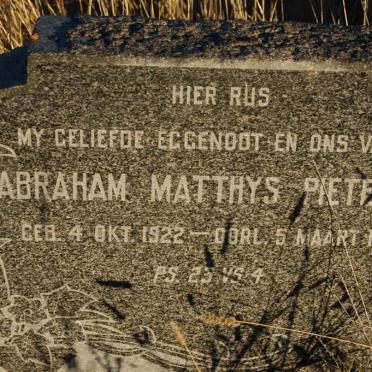 HIER RUS
MY GELIEFDE EGGENOOT EN ONS
ABRAHAM MATTHYS
GEB. 4 OKT. 1922 — OORL. 5 MAART
PS. 23 VS. 4